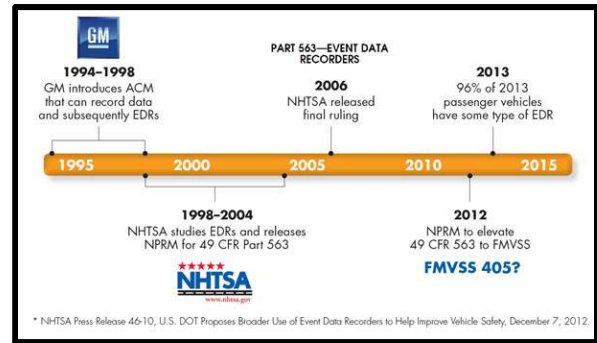 GM
PART 563—EVENT DATA
RECORDERS
1994–1998
GM introduces ACM
that can record data
and subsequently EDRs
2006
NHTSA released
final ruling
2013
96% of 2013
passenger vehicles
have some type of EDR
1995 2000 2005 2010 2015
1998–2004
NHTSA studies EDRs and releases
NPRM for 49 CFR Part 563
NHTSA
www.nhtsa.gov
2012
NPRM to elevate
49 CFR 563 to FMVSS
FMVSS 405?
* NHTSA Press Release 46-10, U.S. DOT Proposes Broader Use of Event Data Recorders to Help Improve Vehicle Safety, December 7, 2012.